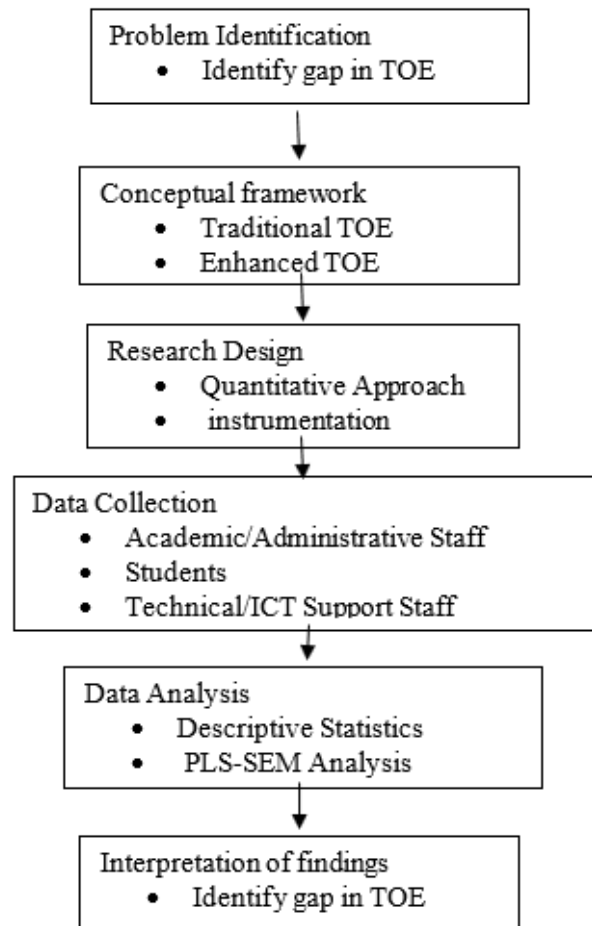 Problem Identification
• Identify gap in TOE
Conceptual framework
• Traditional TOE
• Enhanced TOE
Research Design
• Quantitative Approach
• instrumentation
Data Collection
• Academic/Administrative Staff
• Students
• Technical/ICT Support Staff
Data Analysis
• Descriptive Statistics
• PLS-SEM Analysis
Interpretation of findings
• Identify gap in TOE